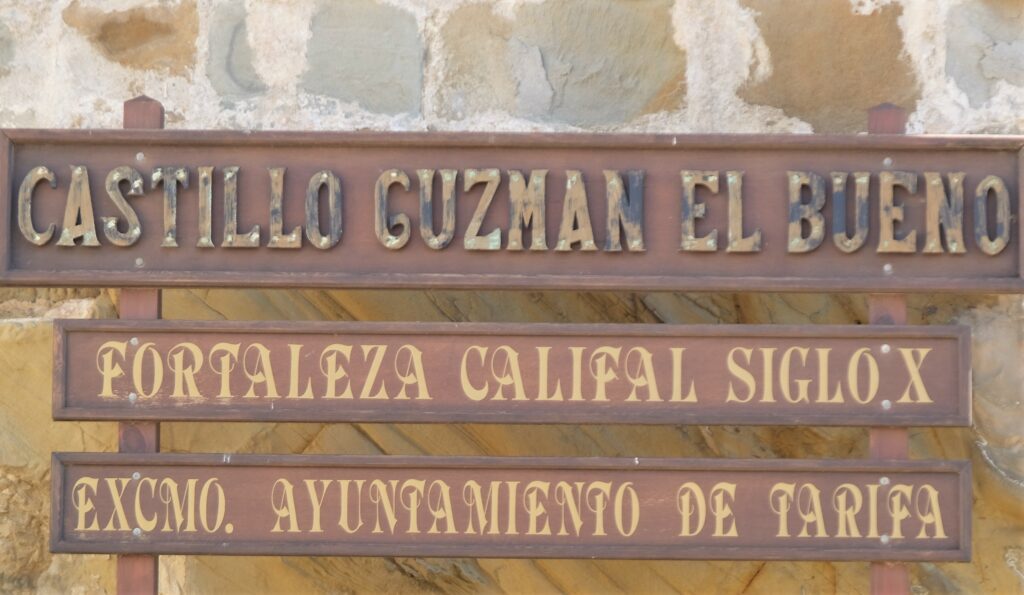 CASTILLO GUZMAN EL BUENO
FORTALEZA CALIFAL SIGLO X
EXCMO. AYUNTAMIENTO DE TARIFA